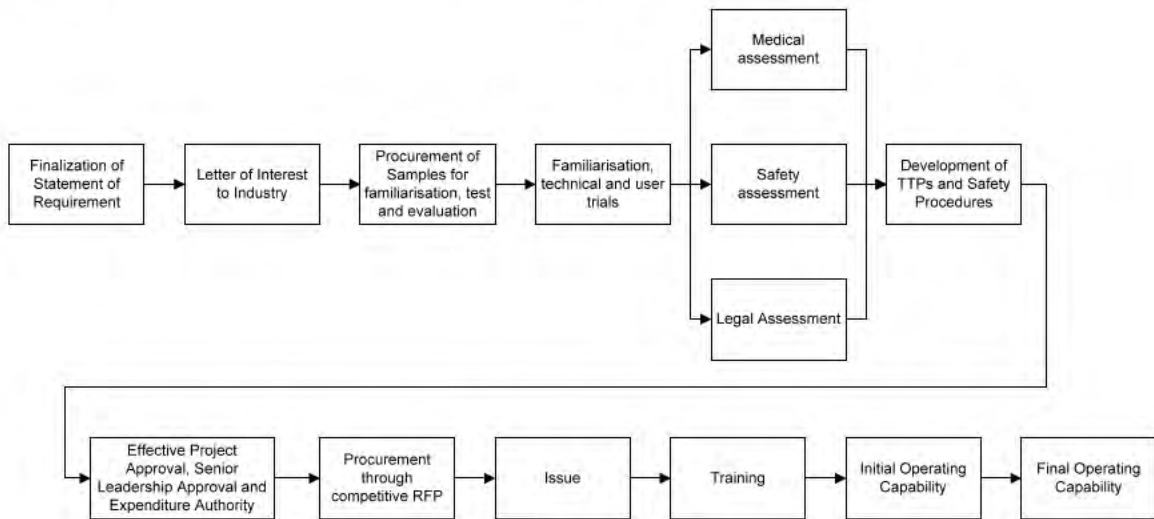 Finalization of
Statement of
Requirement
Letter of Interest
to Industry
Procurement of
Samples for
familiarisation, test
and evaluation
Familiarisation,
technical and user
trials
Medical
assessment
Safety
assessment
Legal Assessment
Development of
TTPs and Safety
Procedures
Effective Project
Approval, Senior
Leadership Approval and
Expenditure Authority
Procurement
through
competitive RFP
Issue
Training
Initial Operating
Capability
Final Operating
Capability